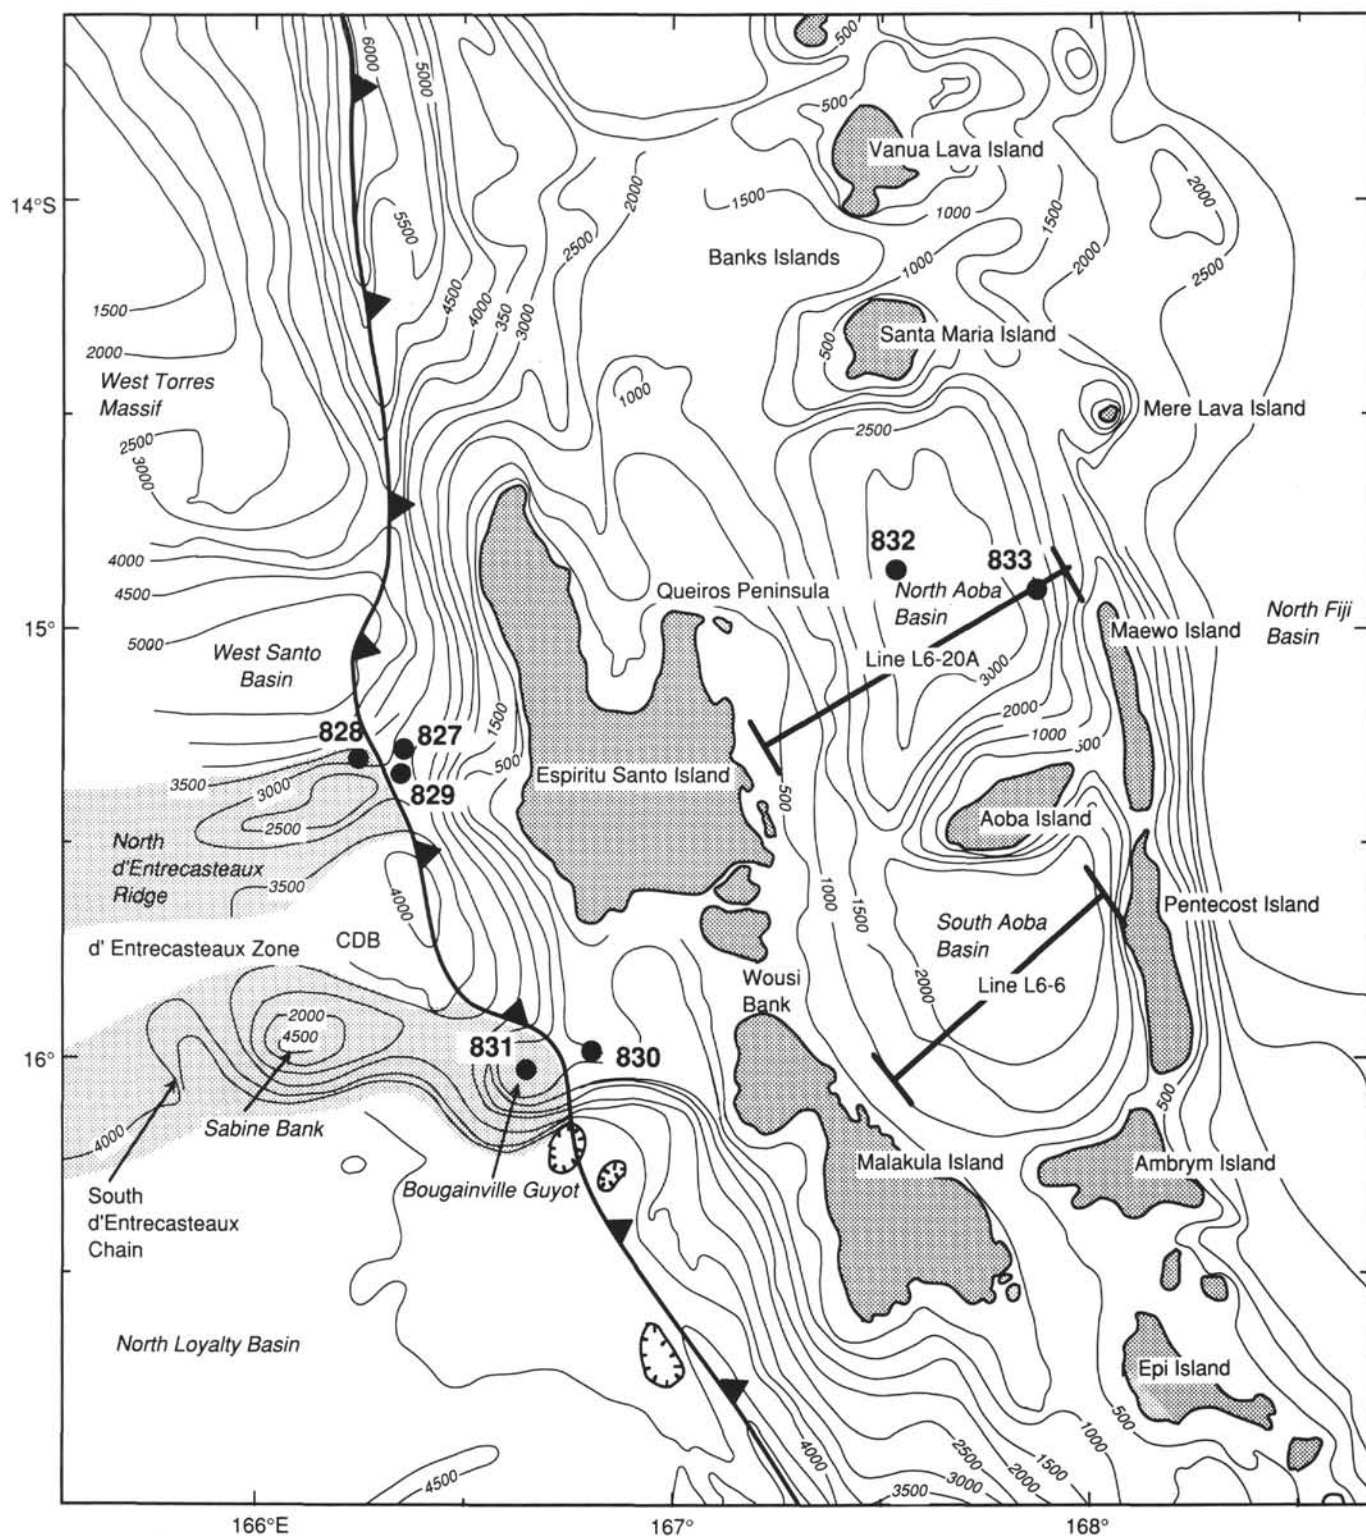 6000
5000
500
500
Vanua Lava Island
2000
1500
2000
14°S
5500
1000
1500
2500
2000
Banks Islands
1000
2500
4500
4000
350
3000
1500
500
Santa Maria Island
2000
West Torres
Massif
1000
Mere Lava Island
2500
2500
3000
832
833
4000
4500
Queiros Peninsula
North Aoba
Basin
North Fiji
Basin
15°
Maewo Island
5000
West Santo
Basin
Line L6-20A
3000
2000
1500
828
827
1000
500
500
Espiritu Santo Island
3500
3000
829
500
2500
Aoba Island
North
d'Entrecasteaux
Ridge
3500
4000
1000
1500
Pentecost Island
South Aoba
Basin
d' Entrecasteaux Zone
CDB
2000
Wousi
Bank
Line L6-6
2000
4500
831
830
16°
500
4000
Sabine Bank
Malakula Island
Ambrym Island
Bougainville Guyot
South
d'Entrecasteaux
Chain
North Loyalty Basin
Epi Island
500
1000
4500
4000
2500
1500
3000
2000
3500
166°E
167°
168°